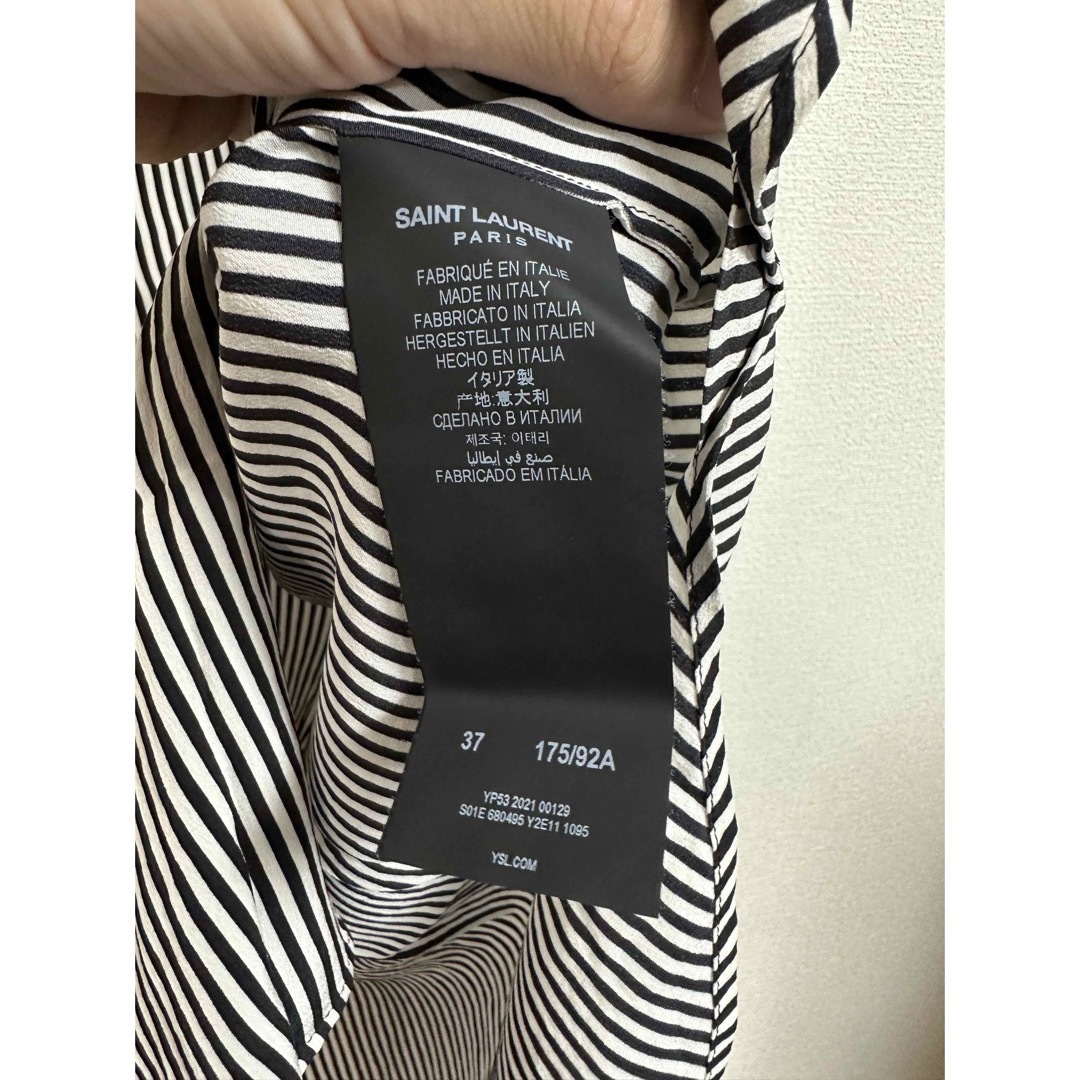 SAINT LAURENT
PARIS
FABRIQUÉ EN ITALIE
MADE IN ITALY
FABBRICATO IN ITALIA
HERGESTELLT IN ITALIEN
HECHO EN ITALIA
イタリア製
产地:意大利
СДЕЛАНО В ИТАЛИИ
제조국: 이태리
صنع في إيطاليا
FABRICADO EM ITÁLIA
37 175/92A
YP53 2021 00129
S01E 680495 Y2E11 1095
YSL.COM